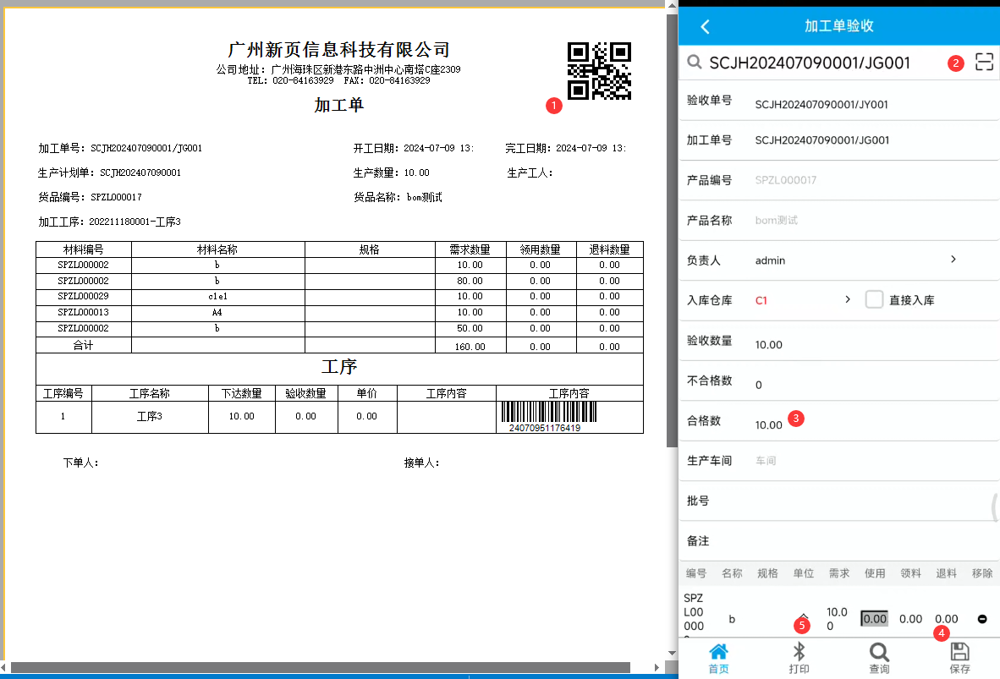 广州新页信息科技有限公司
公司地址：广州海珠区新港东路中洲中心南塔C座2309
TEL：020-84163929 FAX：020-84163929
1
加工单
加工单号：SCJH202407090001/JG001 开工日期：2024-07-09 13： 完工日期：2024-07-09 13：
生产计划单：SCJH202407090001 生产数量：10.00 生产工人：
货品编号：SPZL000017 货品名称：bom测试
加工工序：202211180001-工序3
材料编号 材料名称 规格 需求数量 领用数量 退料数量
SPZL000002 b 10.00 0.00 0.00
SPZL000002 b 80.00 0.00 0.00
SPZL000029 c1e1 10.00 0.00 0.00
SPZL000013 A4 10.00 0.00 0.00
SPZL000002 b 50.00 0.00 0.00
合计 160.00 0.00 0.00
工序
工序编号 工序名称 下达数量 验收数量 单价 工序内容 工序内容
1 工序3 10.00 0.00 0.00
24070951176419
下单人： 接单人：
加工单验收
SCJH202407090001/JG001 2
验收单号 SCJH202407090001/JY001
加工单号 SCJH202407090001/JG001
产品编号 SPZL000017
产品名称 bom测试
负责人 admin
入库仓库 C1 直接入库
验收数量 10.00
不合格数 0
合格数 10.00 3
生产车间 车间
批号
备注
编号 名称 规格 单位 需求 使用 领料 退料 移除
SPZ
L00
000
b 10.0
0 0.00 0.00 0.00
5 4
首页 打印 查询 保存